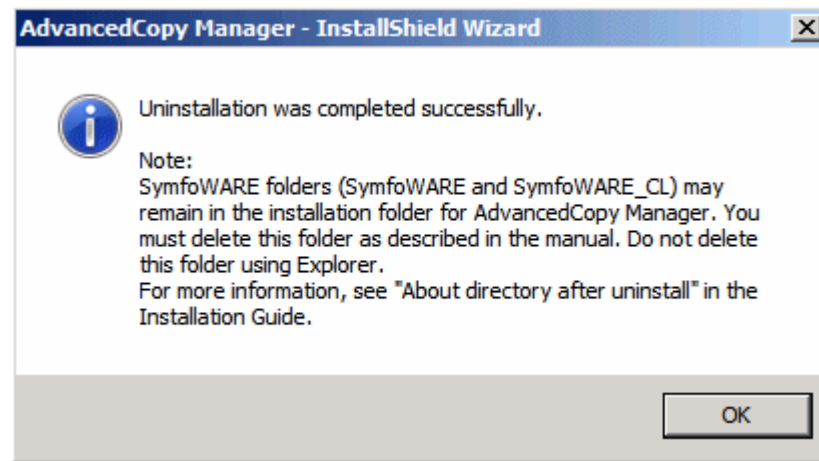 AdvancedCopy Manager - InstallShield Wizard
Uninstallation was completed successfully.
Note:
SymfoWARE folders (SymfoWARE and SymfoWARE_CL) may
remain in the installation folder for AdvancedCopy Manager. You
must delete this folder as described in the manual. Do not delete
this folder using Explorer.
For more information, see "About directory after uninstall" in the
Installation Guide.
OK